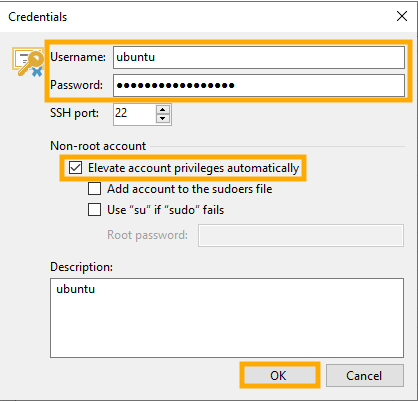 Credentials
Username: ubuntu
Password: •••••••••••••••••
SSH port: 22
Non-root account
Elevate account privileges automatically
Add account to the sudoers file
Use "su" if "sudo" fails
Root password:
Description:
ubuntu
OK Cancel